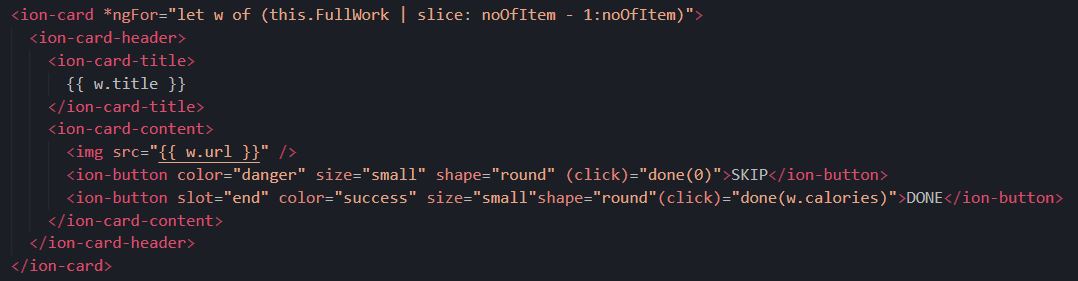 <ion-card *ngFor="let w of (this.FullWork | slice: noOfItem - 1:noOfItem)">
<ion-card-header>
<ion-card-title>
{{ w.title }}
</ion-card-title>
<ion-card-content>
<img src="{{ w.url }}" />
<ion-button color="danger" size="small" shape="round" (click)="done(0)">SKIP</ion-button>
<ion-button slot="end" color="success" size="small"shape="round"(click)="done(w.calories)">DONE</ion-button>
</ion-card-content>
</ion-card-header>
</ion-card>